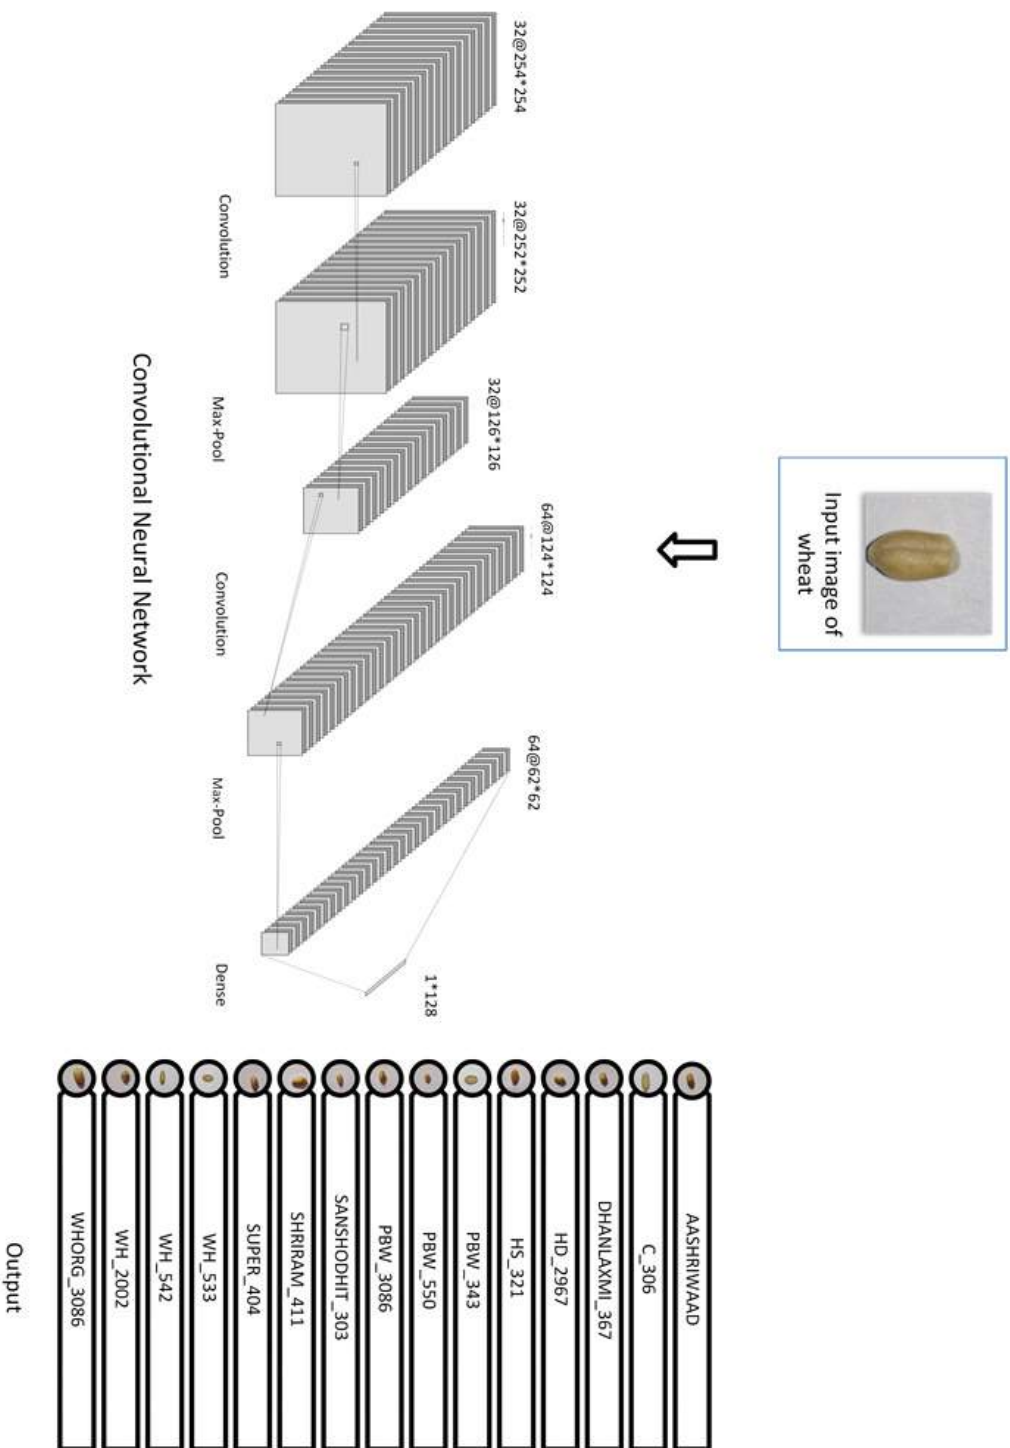 Input image of
wheat
32@254*254
32@252*252
32@126*126
64@124*124
64@62*62
1*128
Convolution
Max-Pool
Convolution
Max-Pool
Dense
Convolutional Neural Network
AASHRIWAAD
C_306
DHANLAXMI_367
HD_2967
HS_321
PBW_343
PBW_550
PBW_3086
SANSHODHIT_303
SHRIRAM_411
SUPER_404
WH_533
WH_542
WH_2002
WHORG_3086
Output